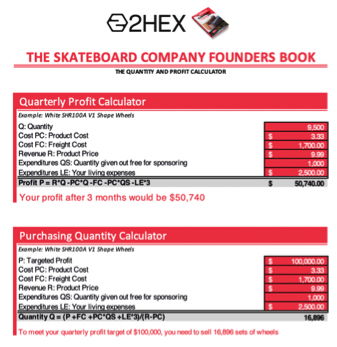 2HEX
THE SKATEBOARD COMPANY FOUNDERS BOOK
THE QUANTITY AND PROFIT CALCULATOR
Quarterly Profit Calculator
Example: White SHR100A V1 Shape Wheels
Q: Quantity 9,500
Cost PC: Product Cost $ 3.33
Cost FC: Freight Cost $ 1,700.00
Revenue R: Product Price $ 9.99
Expenditures QS: Quantity given out free for sponsoring 1,000
Expenditures LE: Your living expenses $ 2,500.00
Profit P = R*Q -PC*Q -FC -PC*QS -LE*3 $ 50,740.00
Your profit after 3 months would be $50,740
Purchasing Quantity Calculator
Example: White SHR100A V1 Shape Wheels
P: Targeted Profit $ 100,000.00
Cost PC: Product Cost $ 3.33
Cost FC: Freight Cost $ 1,700.00
Revenue R: Product Price $ 9.99
Expenditures QS: Quantity given out free for sponsoring 1,000
Expenditures LE: Your living expenses $ 2,500.00
Quantity Q = (P +FC +PC*QS +LE*3)/(R-PC) 16,896
To meet your quarterly profit target of $100,000, you need to sell 16,896 sets of wheels